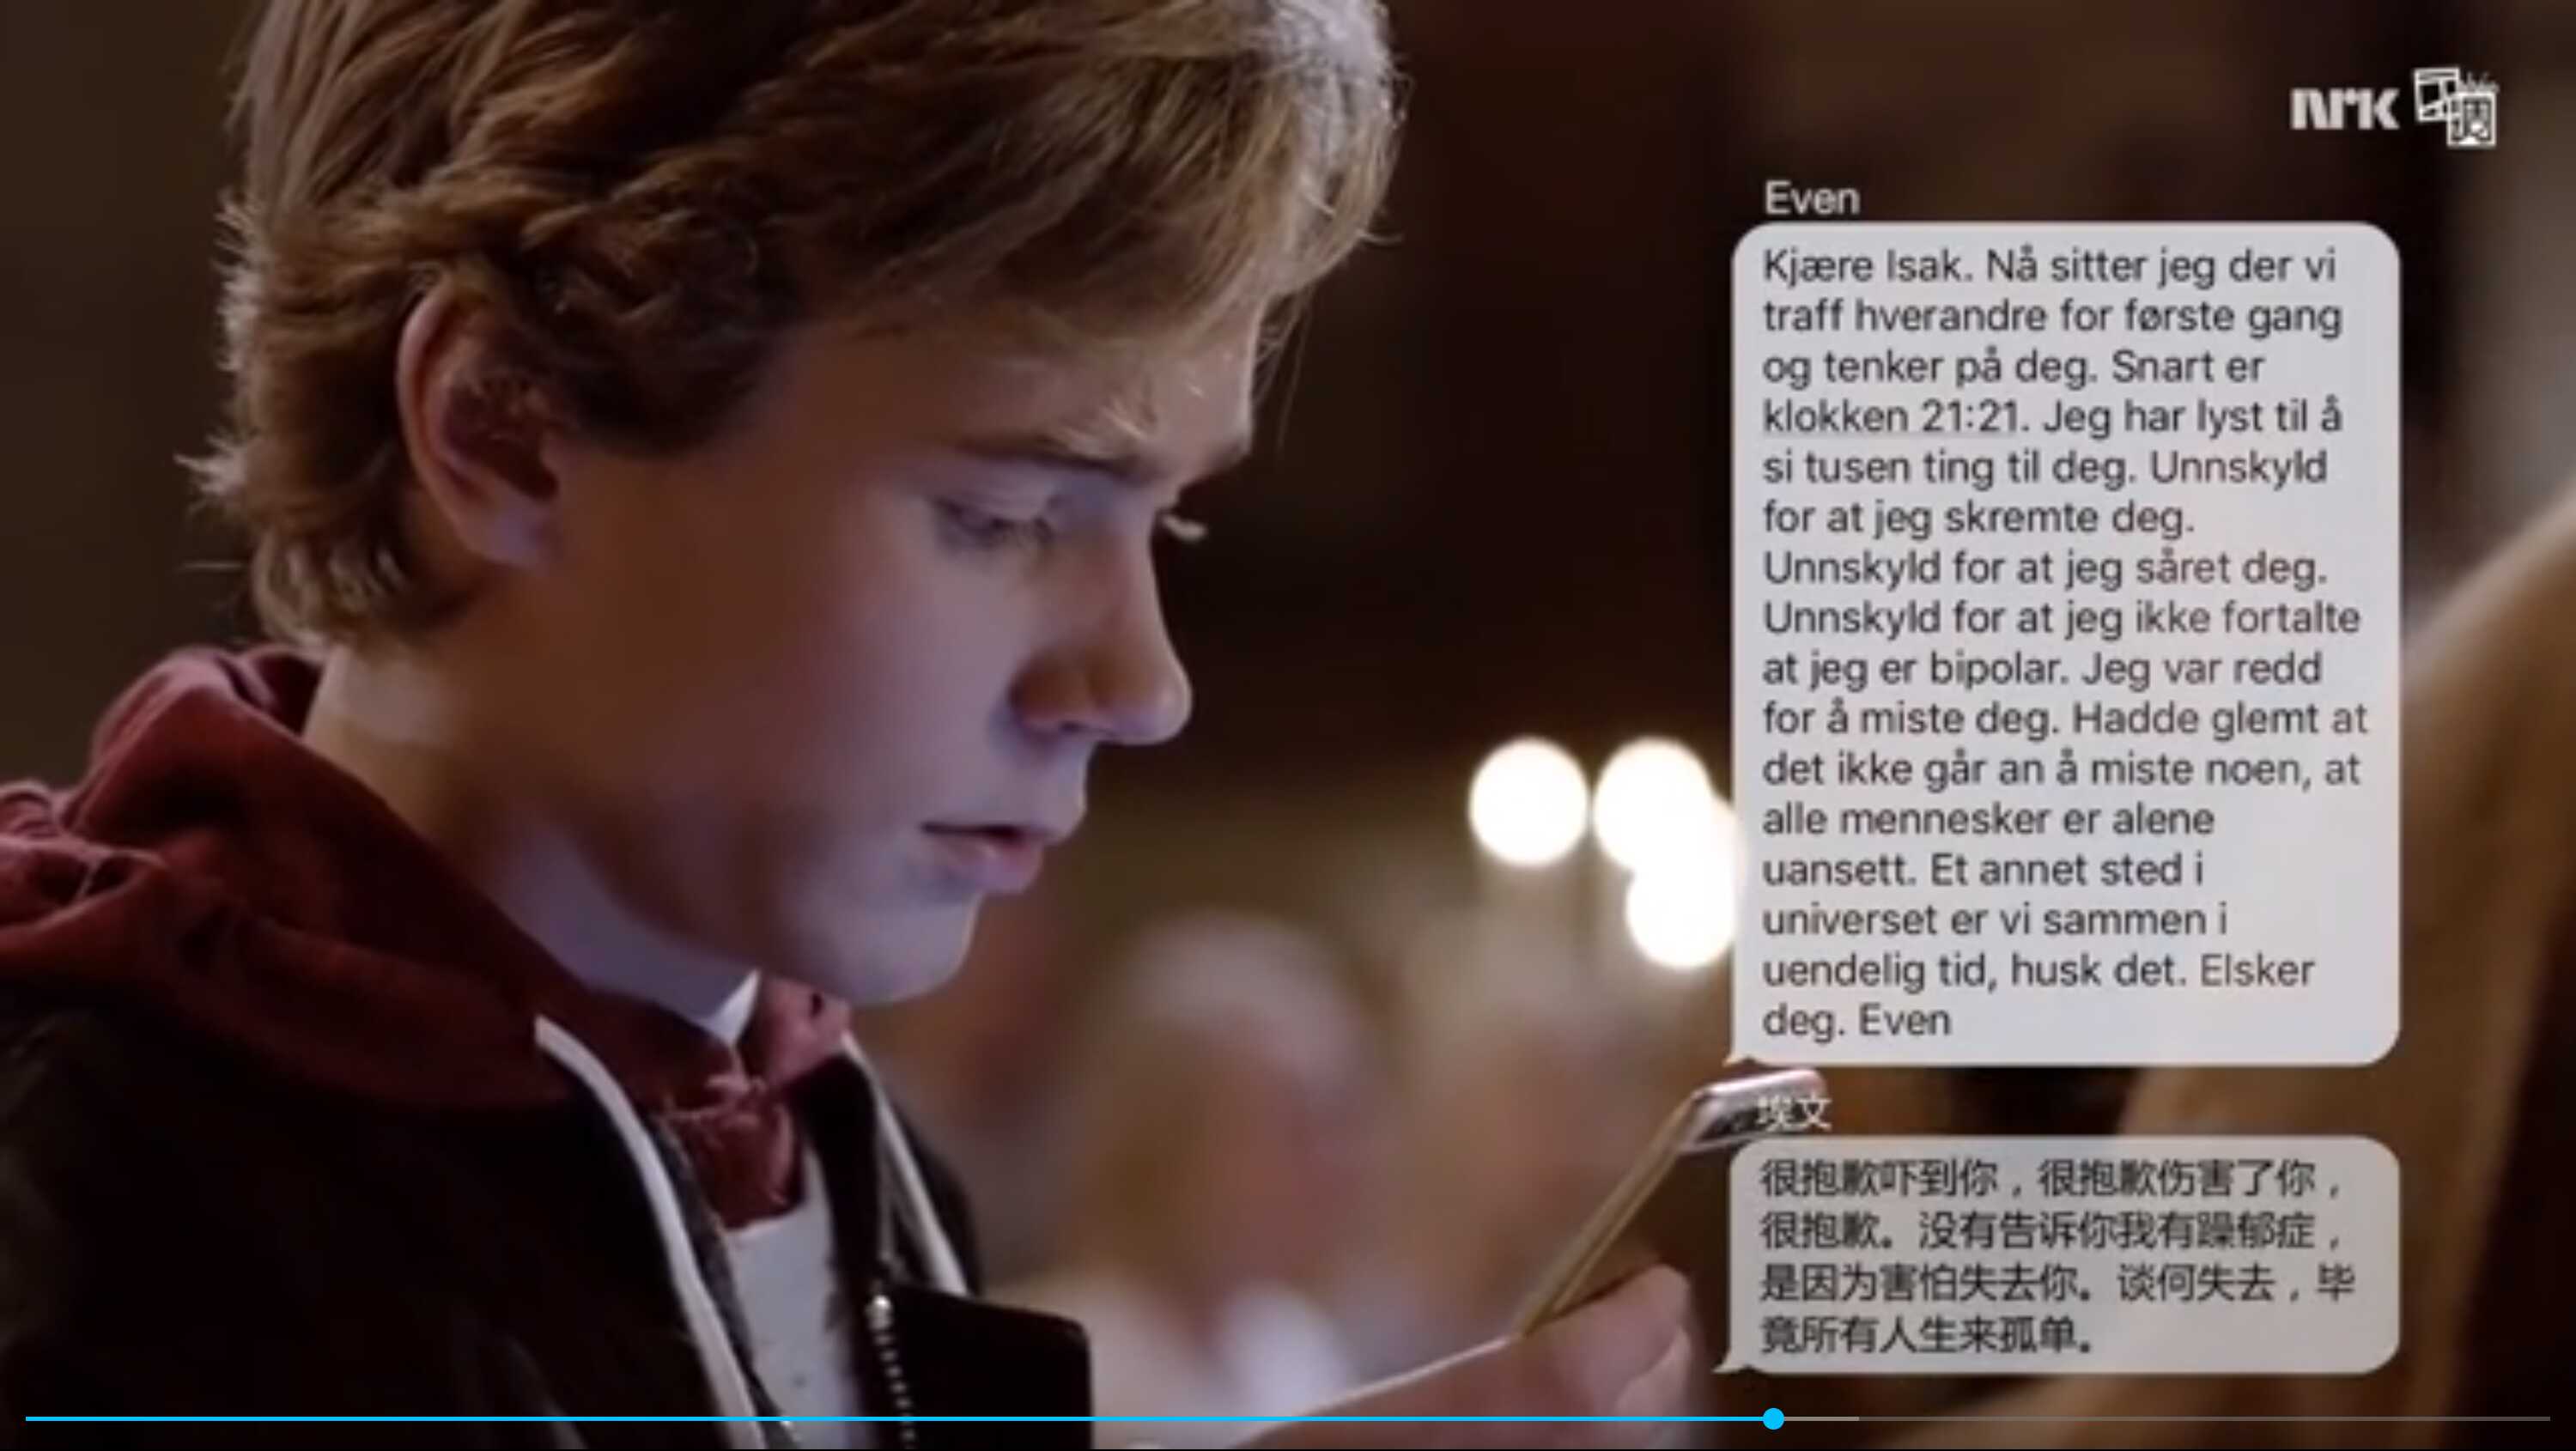 nrk
Even
Kjære Isak. Nå sitter jeg der vi
traff hverandre for første gang
og tenker på deg. Snart er
klokken 21:21. Jeg har lyst til å
si tusen ting til deg. Unnskyld
for at jeg skremte deg.
Unnskyld for at jeg såret deg.
Unnskyld for at jeg ikke fortalte
at jeg er bipolar. Jeg var redd
for å miste deg. Hadde glemt at
det ikke går an å miste noen, at
alle mennesker er alene
uansett. Et annet sted i
universet er vi sammen i
uendelig tid, husk det. Elsker
deg. Even
埃文
很抱歉吓到你，很抱歉伤害了你，
很抱歉。没有告诉你我有躁郁症，
是因为害怕失去你。谈何失去，毕
竟所有人生来孤单。